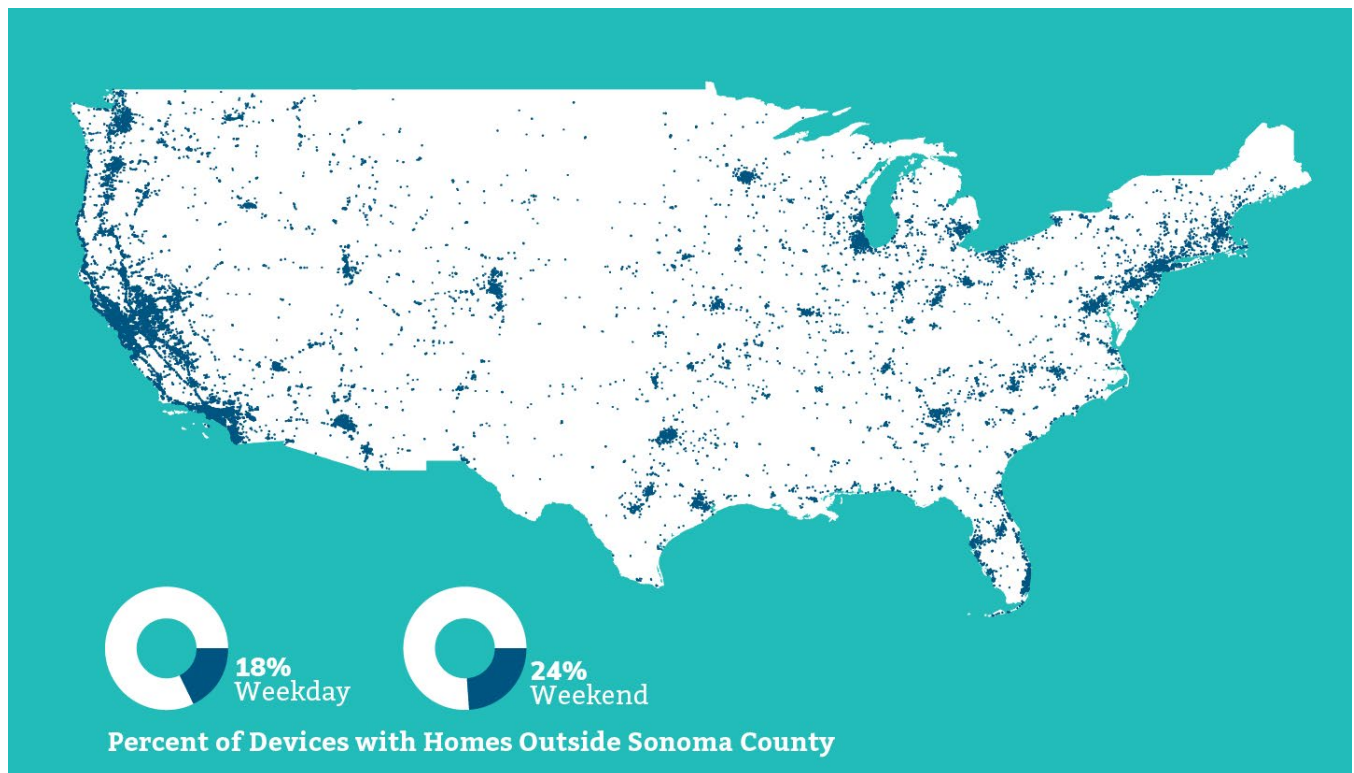 18%
Weekday
24%
Weekend
Percent of Devices with Homes Outside Sonoma County